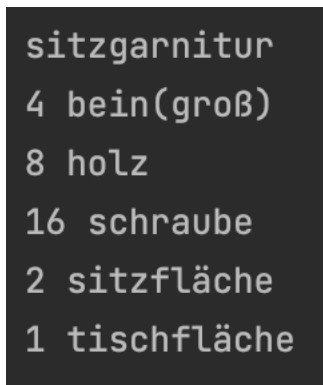 sitzgarnitur
4 bein(groß)
8 holz
16 schraube
2 sitzfläche
1 tischfläche